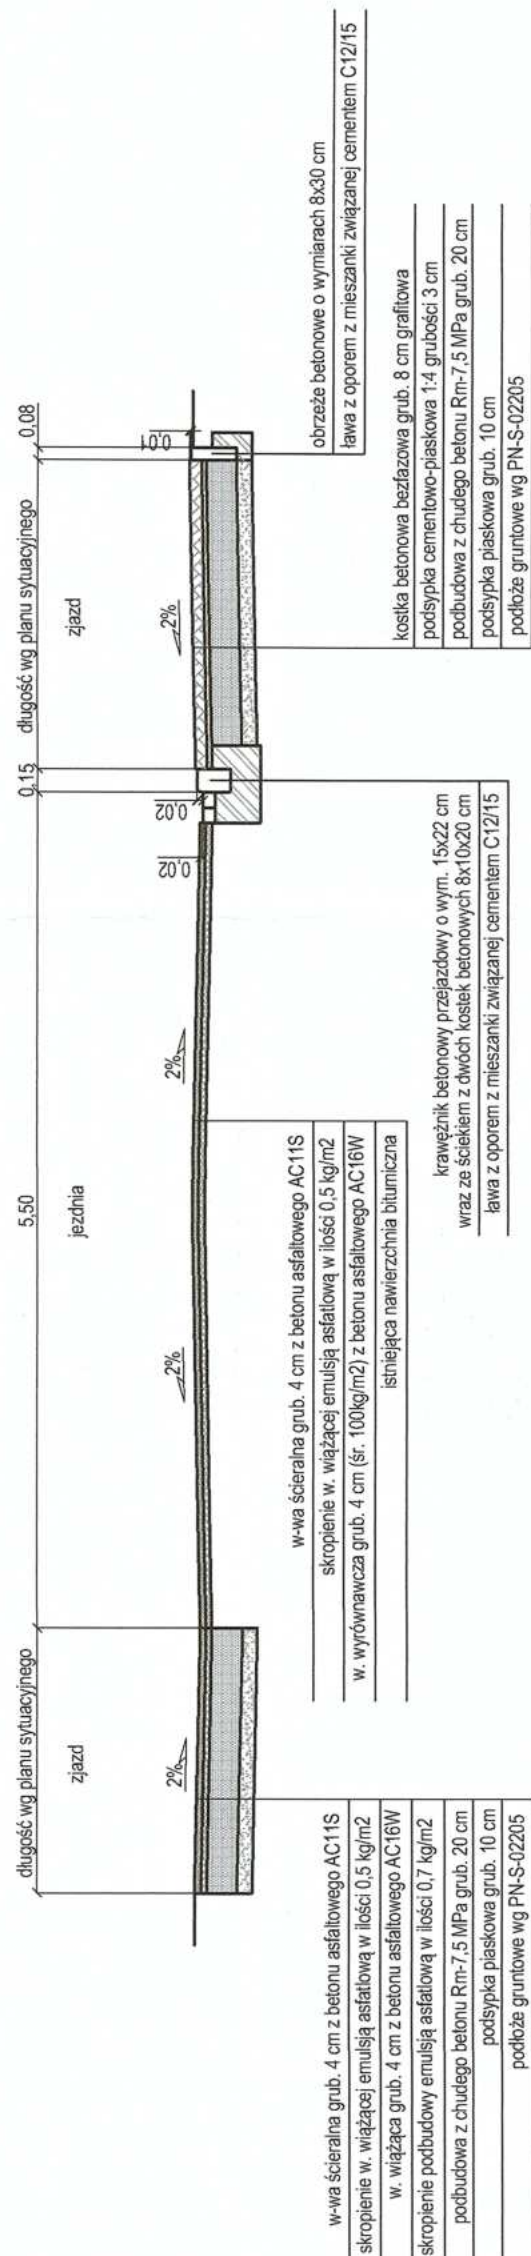 długość wg planu sytuacyjnego
5,50
0,15
długość wg planu sytuacyjnego
0,08
zjazd
jezdnia
zjazd
2%
2%
2%
0,02
0,02
2%
0,01
w-wa ścieralna grub. 4 cm z betonu asfaltowego AC11S
skropienie w. wiążącej emulsją asfatlową w ilości 0,5 kg/m2
w. wiążąca grub. 4 cm z betonu asfaltowego AC16W
skropienie podbudowy emulsją asfatlową w ilości 0,7 kg/m2
podbudowa z chudego betonu Rm-7,5 MPa grub. 20 cm
podsypka piaskowa grub. 10 cm
podłoże gruntowe wg PN-S-02205
w-wa ścieralna grub. 4 cm z betonu asfaltowego AC11S
skropienie w. wiążącej emulsją asfatlową w ilości 0,5 kg/m2
w. wyrównawcza grub. 4 cm (śr. 100kg/m2) z betonu asfaltowego AC16W
istniejąca nawierzchnia bitumiczna
krawężnik betonowy przejazdowy o wym. 15x22 cm
wraz ze ściekiem z dwóch kostek betonowych 8x10x20 cm
ława z oporem z mieszanki związanej cementem C12/15
kostka betonowa bezfazowa grub. 8 cm grafitowa
podsypka cementowo-piaskowa 1:4 grubości 3 cm
podbudowa z chudego betonu Rm-7,5 MPa grub. 20 cm
podsypka piaskowa grub. 10 cm
podłoże gruntowe wg PN-S-02205
obrzeże betonowe o wymiarach 8x30 cm
ława z oporem z mieszanki związanej cementem C12/15